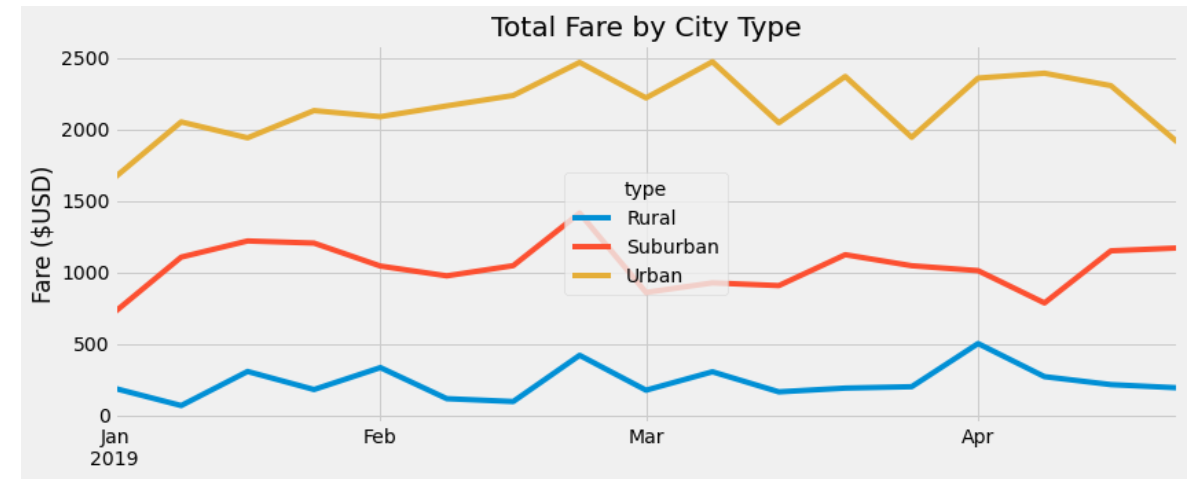 Total Fare by City Type
Fare ($USD)
2500
2000
1500
1000
500
0
type
Rural
Suburban
Urban
Jan
2019
Feb
Mar
Apr